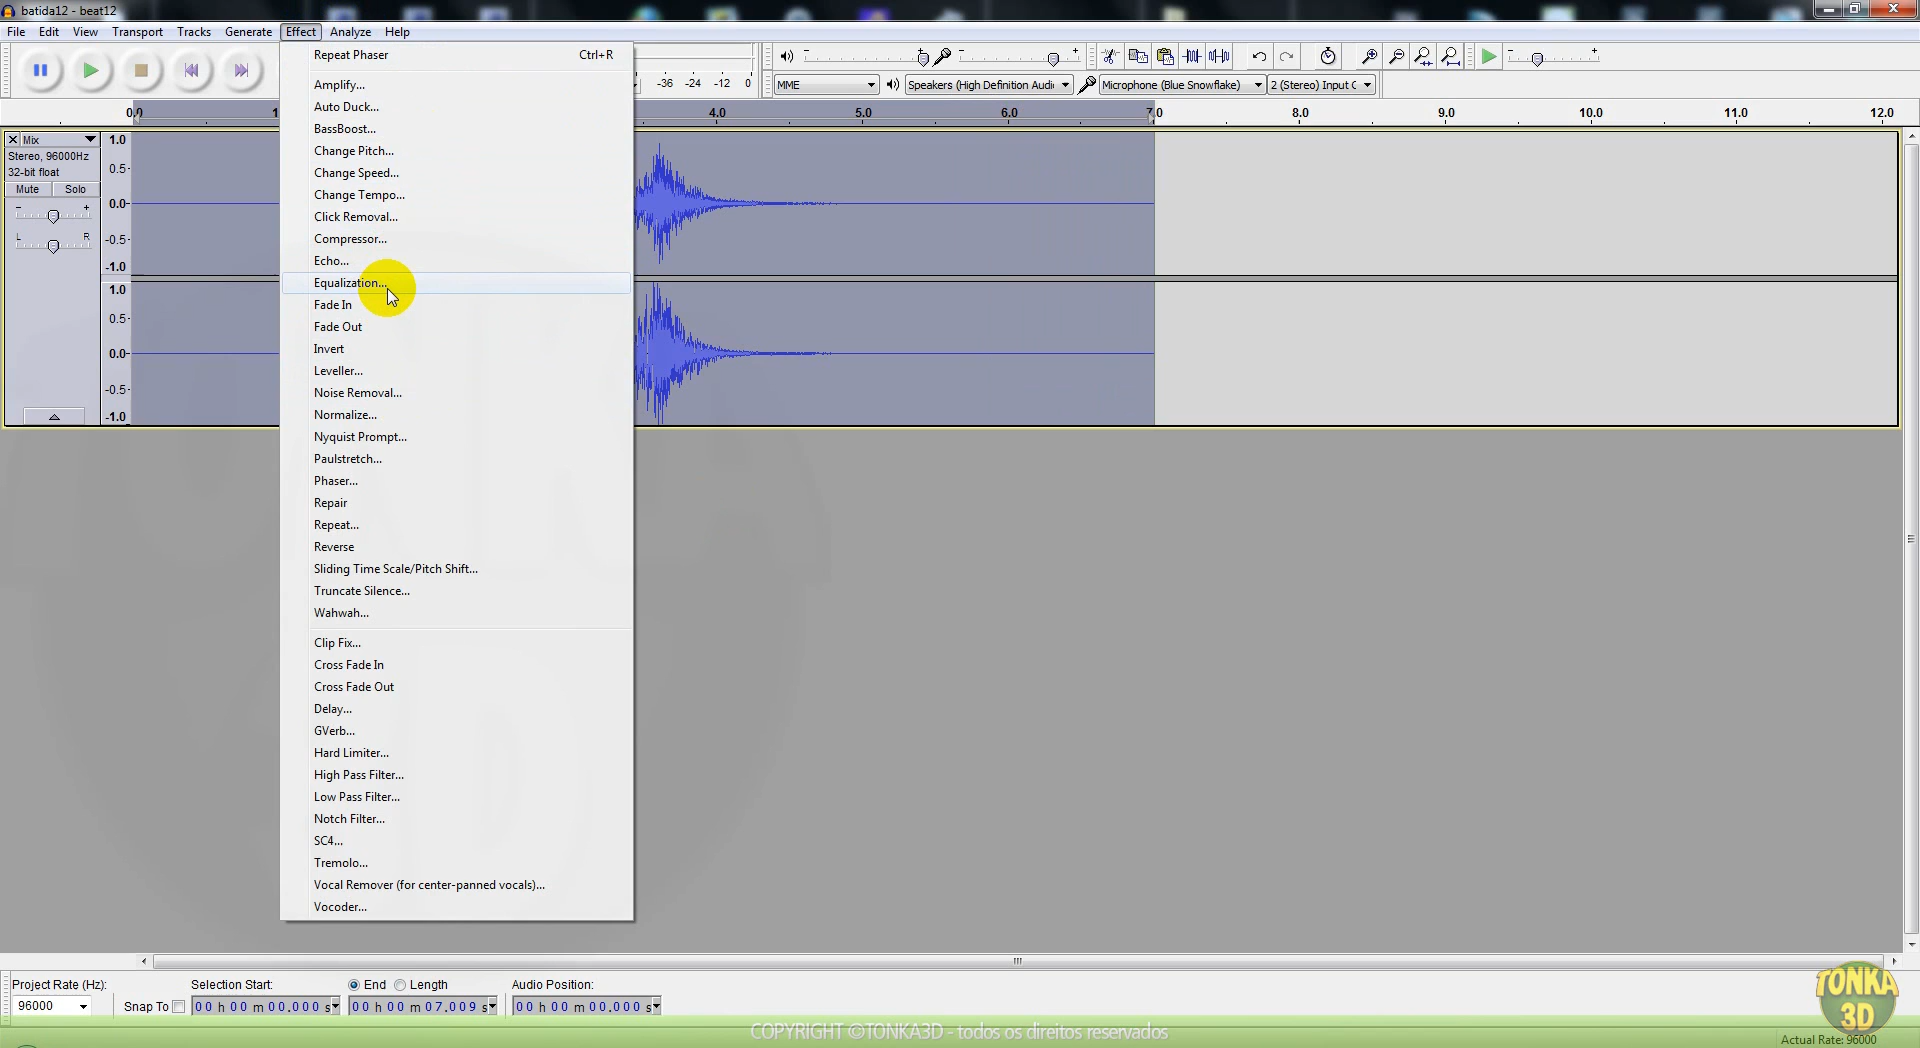 batida12 - beat12
File Edit View Transport Tracks Generate Effect Analyze Help
Repeat Phaser Ctrl+R
Amplify...
Auto Duck...
BassBoost...
Change Pitch...
Change Speed...
Change Tempo...
Click Removal...
Compressor...
Echo...
Equalization...
Fade In
Fade Out
Invert
Leveller...
Noise Removal...
Normalize...
Nyquist Prompt...
Paulstretch...
Phaser...
Repair
Repeat...
Reverse
Sliding Time Scale/Pitch Shift...
Truncate Silence...
Wahwah...
Clip Fix...
Cross Fade In
Cross Fade Out
Delay...
GVerb...
Hard Limiter...
High Pass Filter...
Low Pass Filter...
Notch Filter...
SC4...
Tremolo...
Vocal Remover (for center-panned vocals)...
Vocoder...
-36 -24 -12 0
MME Speakers (High Definition Audi Microphone (Blue Snowflake) 2 (Stereo) Input C
0.0 1 4.0 5.0 6.0 7.0 8.0 9.0 10.0 11.0 12.0
Mix
Stereo, 96000Hz
32-bit float
Mute Solo
- +
L R
1.0
0.5-
0.0-
-0.5-
-1.0
1.0
0.5-
0.0-
-0.5-
-1.0
Project Rate (Hz): Selection Start: End Length Audio Position:
96000 Snap To 00 h 00 m 00.000 s 00 h 00 m 07.009 s 00 h 00 m 00.000 s
TONKA
3D
COPYRIGHT ©TONKA3D - todos os direitos reservados
Actual Rate: 96000